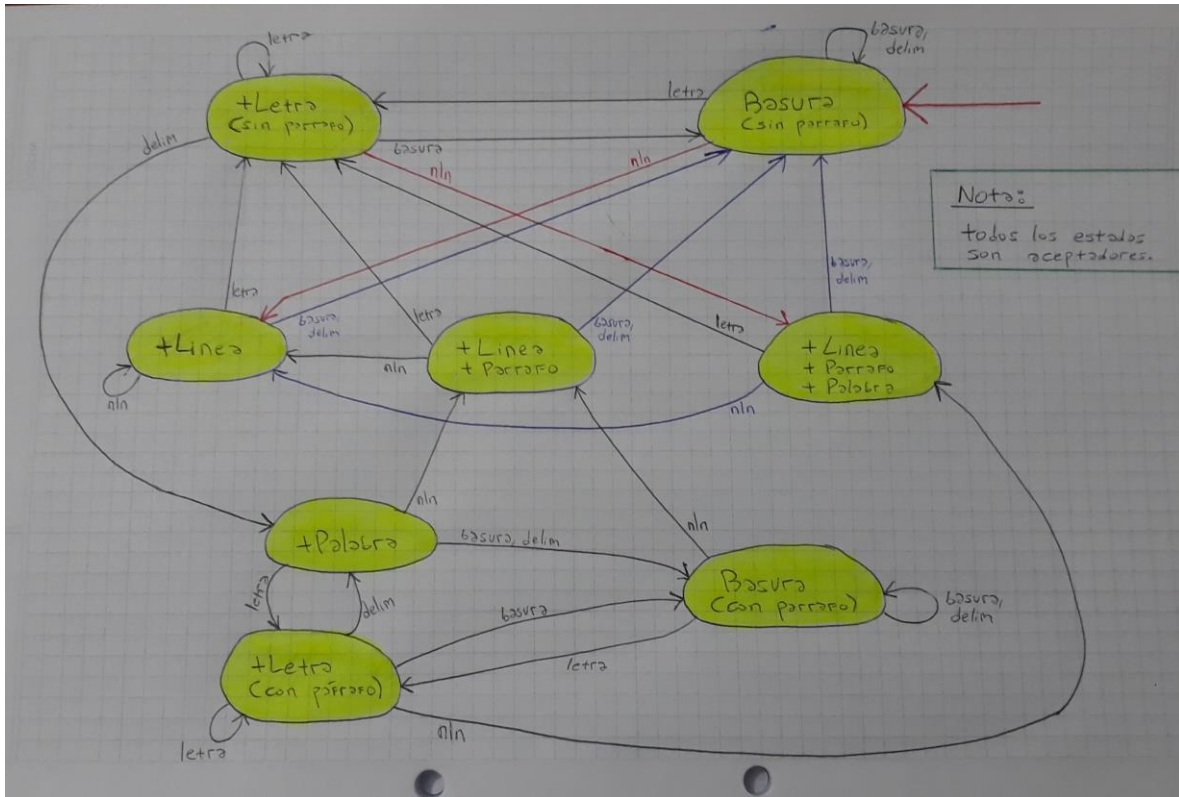 letra
basura,
delim
+Letra
(sin parrafo)
letra
Basura
(sin parrafo)
delim
basura
nln
nln
Nota:
todos los estados
son aceptadores.
letra
basura,
delim
letra
basura,
delim
letra
basura,
delim
+Linea
+ Linea
+ Parrafo
+ Linea
+ Parrafo
+ Palabra
nln
nln
nln
nln
nln
+Palabra
basura, delim
Basura
(con parrafo)
basura,
delim
letra
delim
basura
letra
+Letra
(con párrafo)
nln
letra